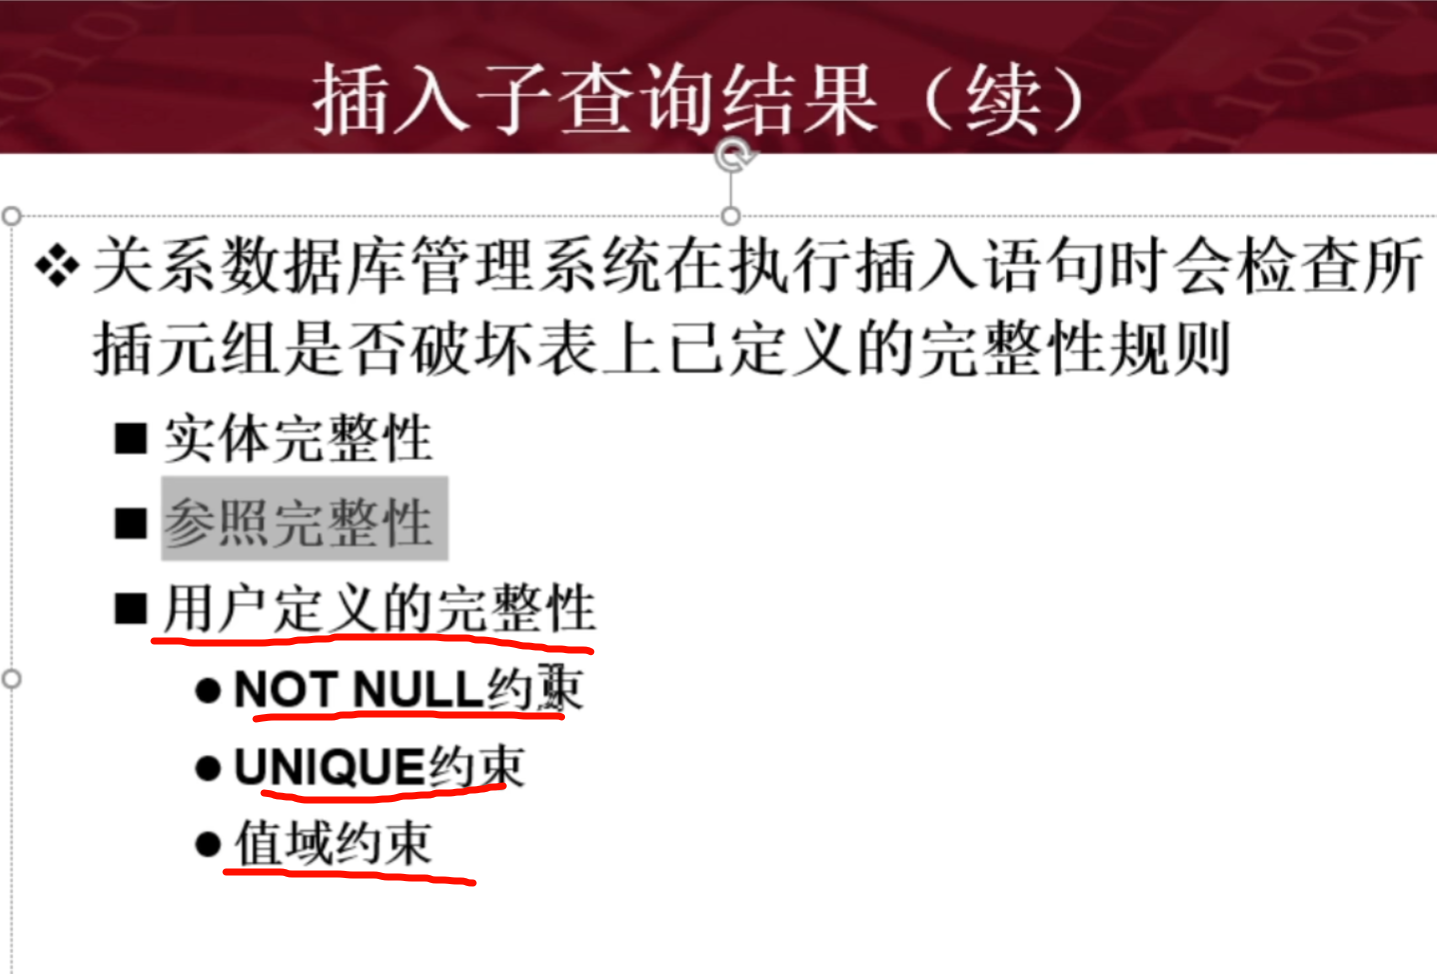 插入子查询结果（续）
关系数据库管理系统在执行插入语句时会检查所
插元组是否破坏表上已定义的完整性规则
实体完整性
参照完整性
用户定义的完整性
NOT NULL约束
UNIQUE约束
值域约束